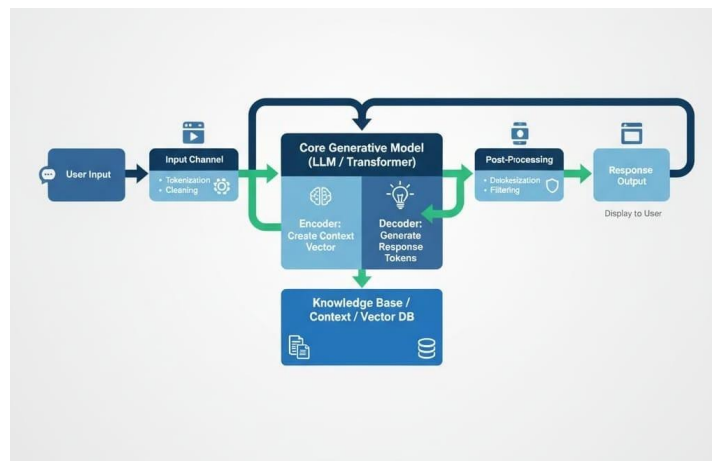 User Input
Input Channel
• Tokenization
• Cleaning
Core Generative Model
(LLM / Transformer)
Encoder:
Create Context
Vector
Decoder:
Generate
Response
Tokens
Knowledge Base /
Context / Vector DB
Post-Processing
• Filtering
Response
Output
Display to User